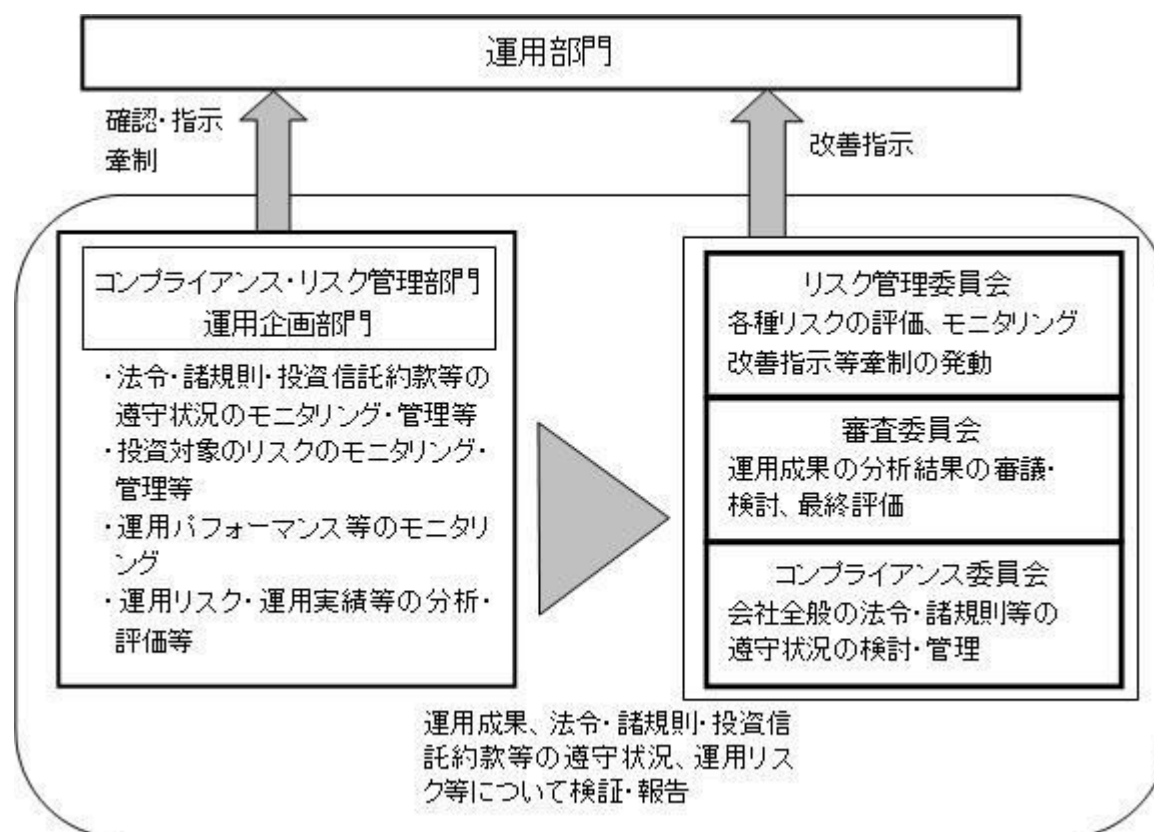 運用部門
確認・指示
牽制
改善指示
コンプライアンス・リスク管理部門
運用企画部門
・法令・諸規則・投資信託約款等の
遵守状況のモニタリング・管理等
・投資対象のリスクのモニタリング・
管理等
・運用パフォーマンス等のモニタリ
ング
・運用リスク・運用実績等の分析・
評価等
リスク管理委員会
各種リスクの評価、モニタリング
改善指示等牽制の発動
審査委員会
運用成果の分析結果の審議・
検討、最終評価
コンプライアンス委員会
会社全般の法令・諸規則等の
遵守状況の検討・管理
運用成果、法令・諸規則・投資信
託約款等の遵守状況、運用リス
ク等について検証・報告